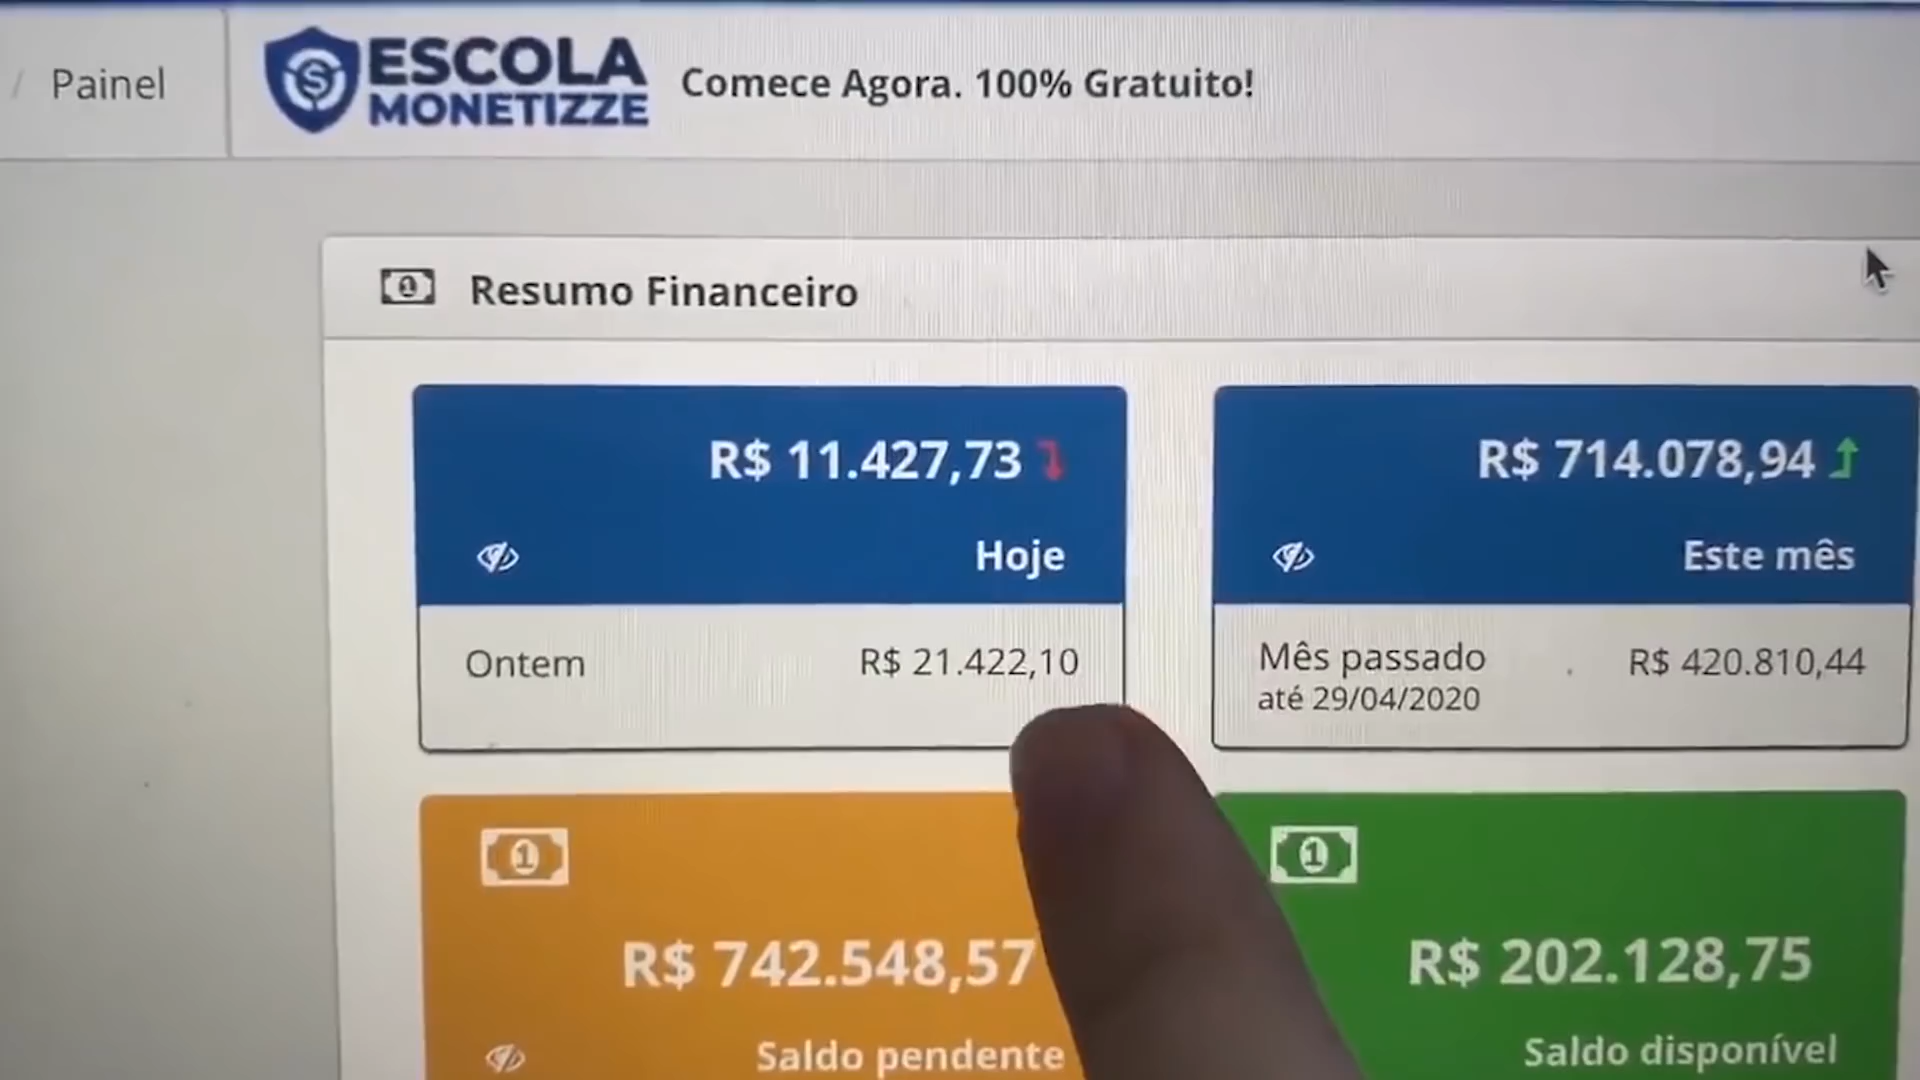 / Painel
ESCOLA
MONETIZZE
Comece Agora. 100% Gratuito!
Resumo Financeiro
R$ 11.427,73
Hoje
Ontem R$ 21.422,10
R$ 714.078,94
Este mês
Mês passado R$ 420.810,44
até 29/04/2020
R$ 742.548,57
Saldo pendente
R$ 202.128,75
Saldo disponível